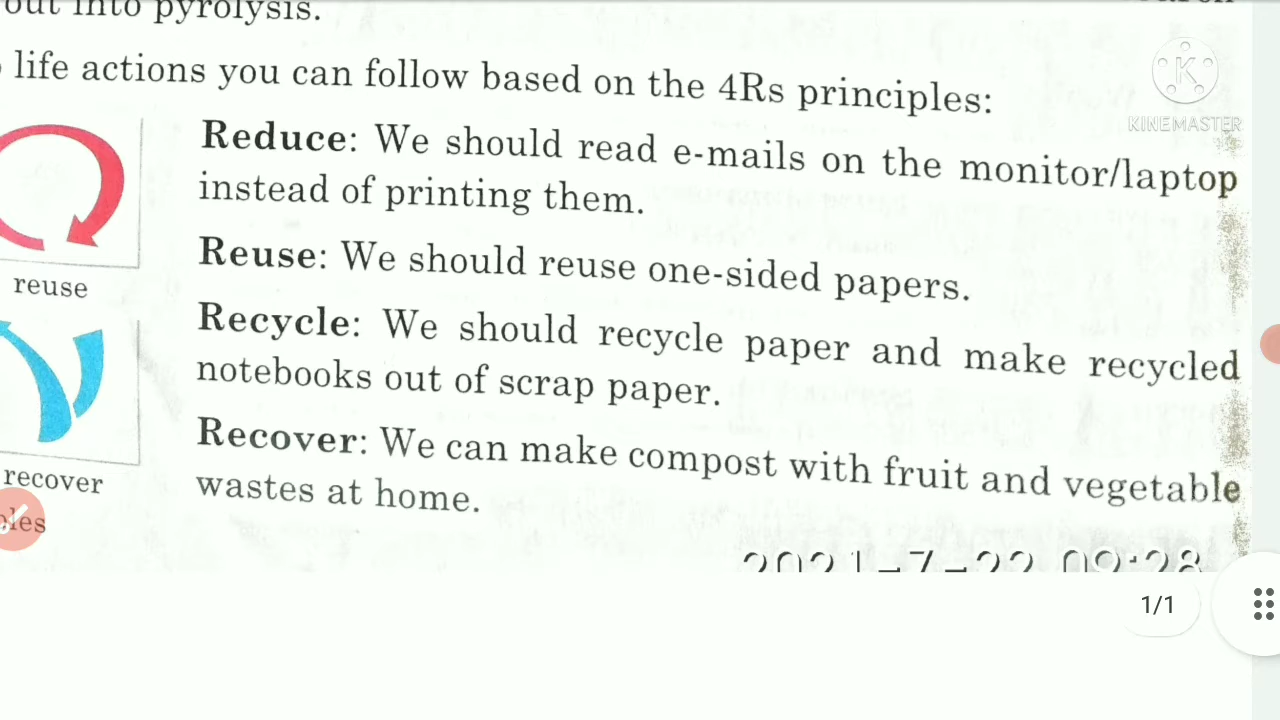 out into pyrolysis.
life actions you can follow based on the 4Rs principles:
KINEMASTER
Reduce: We should read e-mails on the monitor/laptop
instead of printing them.
Reuse: We should reuse one-sided papers.
reuse
Recycle: We should recycle paper and make recycled
notebooks out of scrap paper.
Recover: We can make compost with fruit and vegetable
wastes at home.
recover
1/1